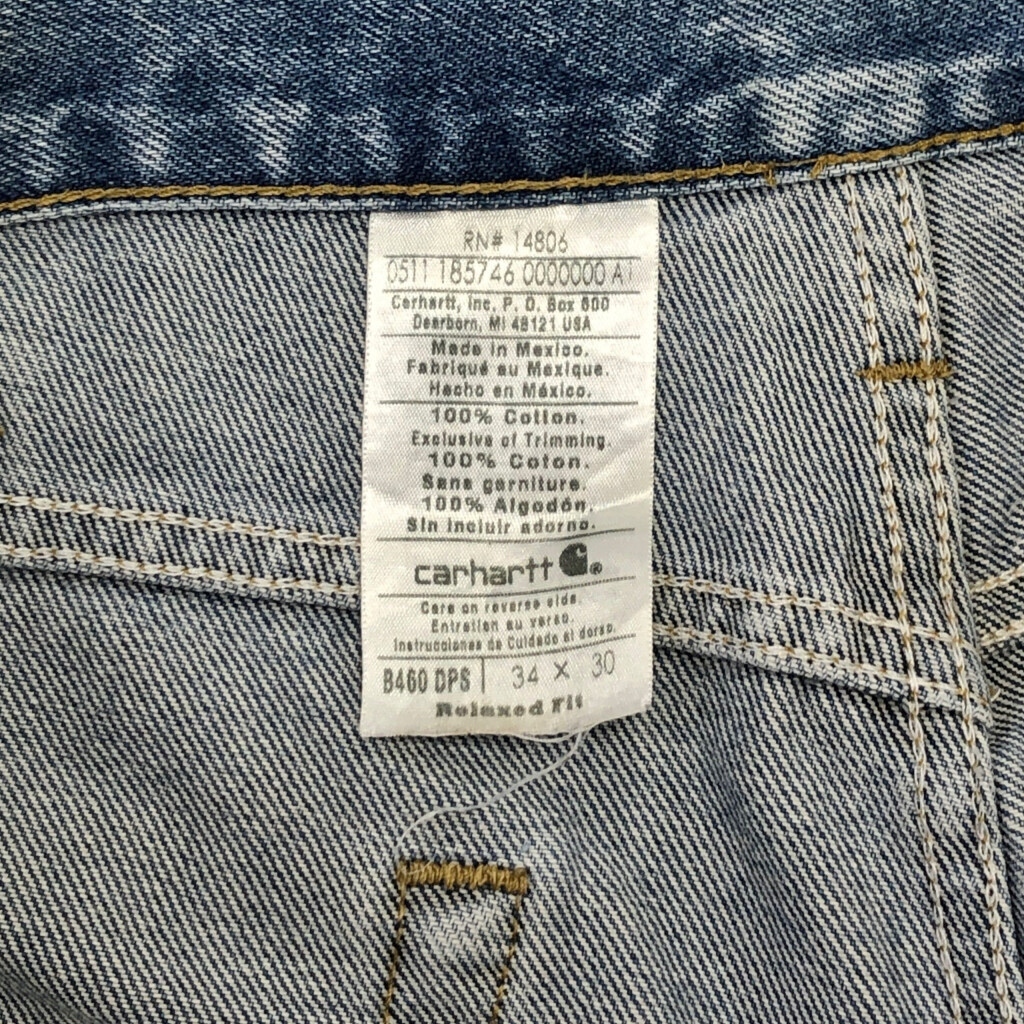 RN# 14806
0511 185746 0000000 A1
Carhartt, Inc. P. O. Box 600
Dearborn, MI 48121 USA
Made in Mexico.
Fabriqué au Mexique.
Hecho en México.
100% Cotton.
Exclusive of Trimming.
100% Coton.
Sans garniture.
100% Algodón.
Sin incluir adorno.
carhartt ®
Care on reverse side.
Entretien au verso.
Instrucciones de Cuidado al dorso.
B460 DPS | 34 X 30
Relaxed Fit